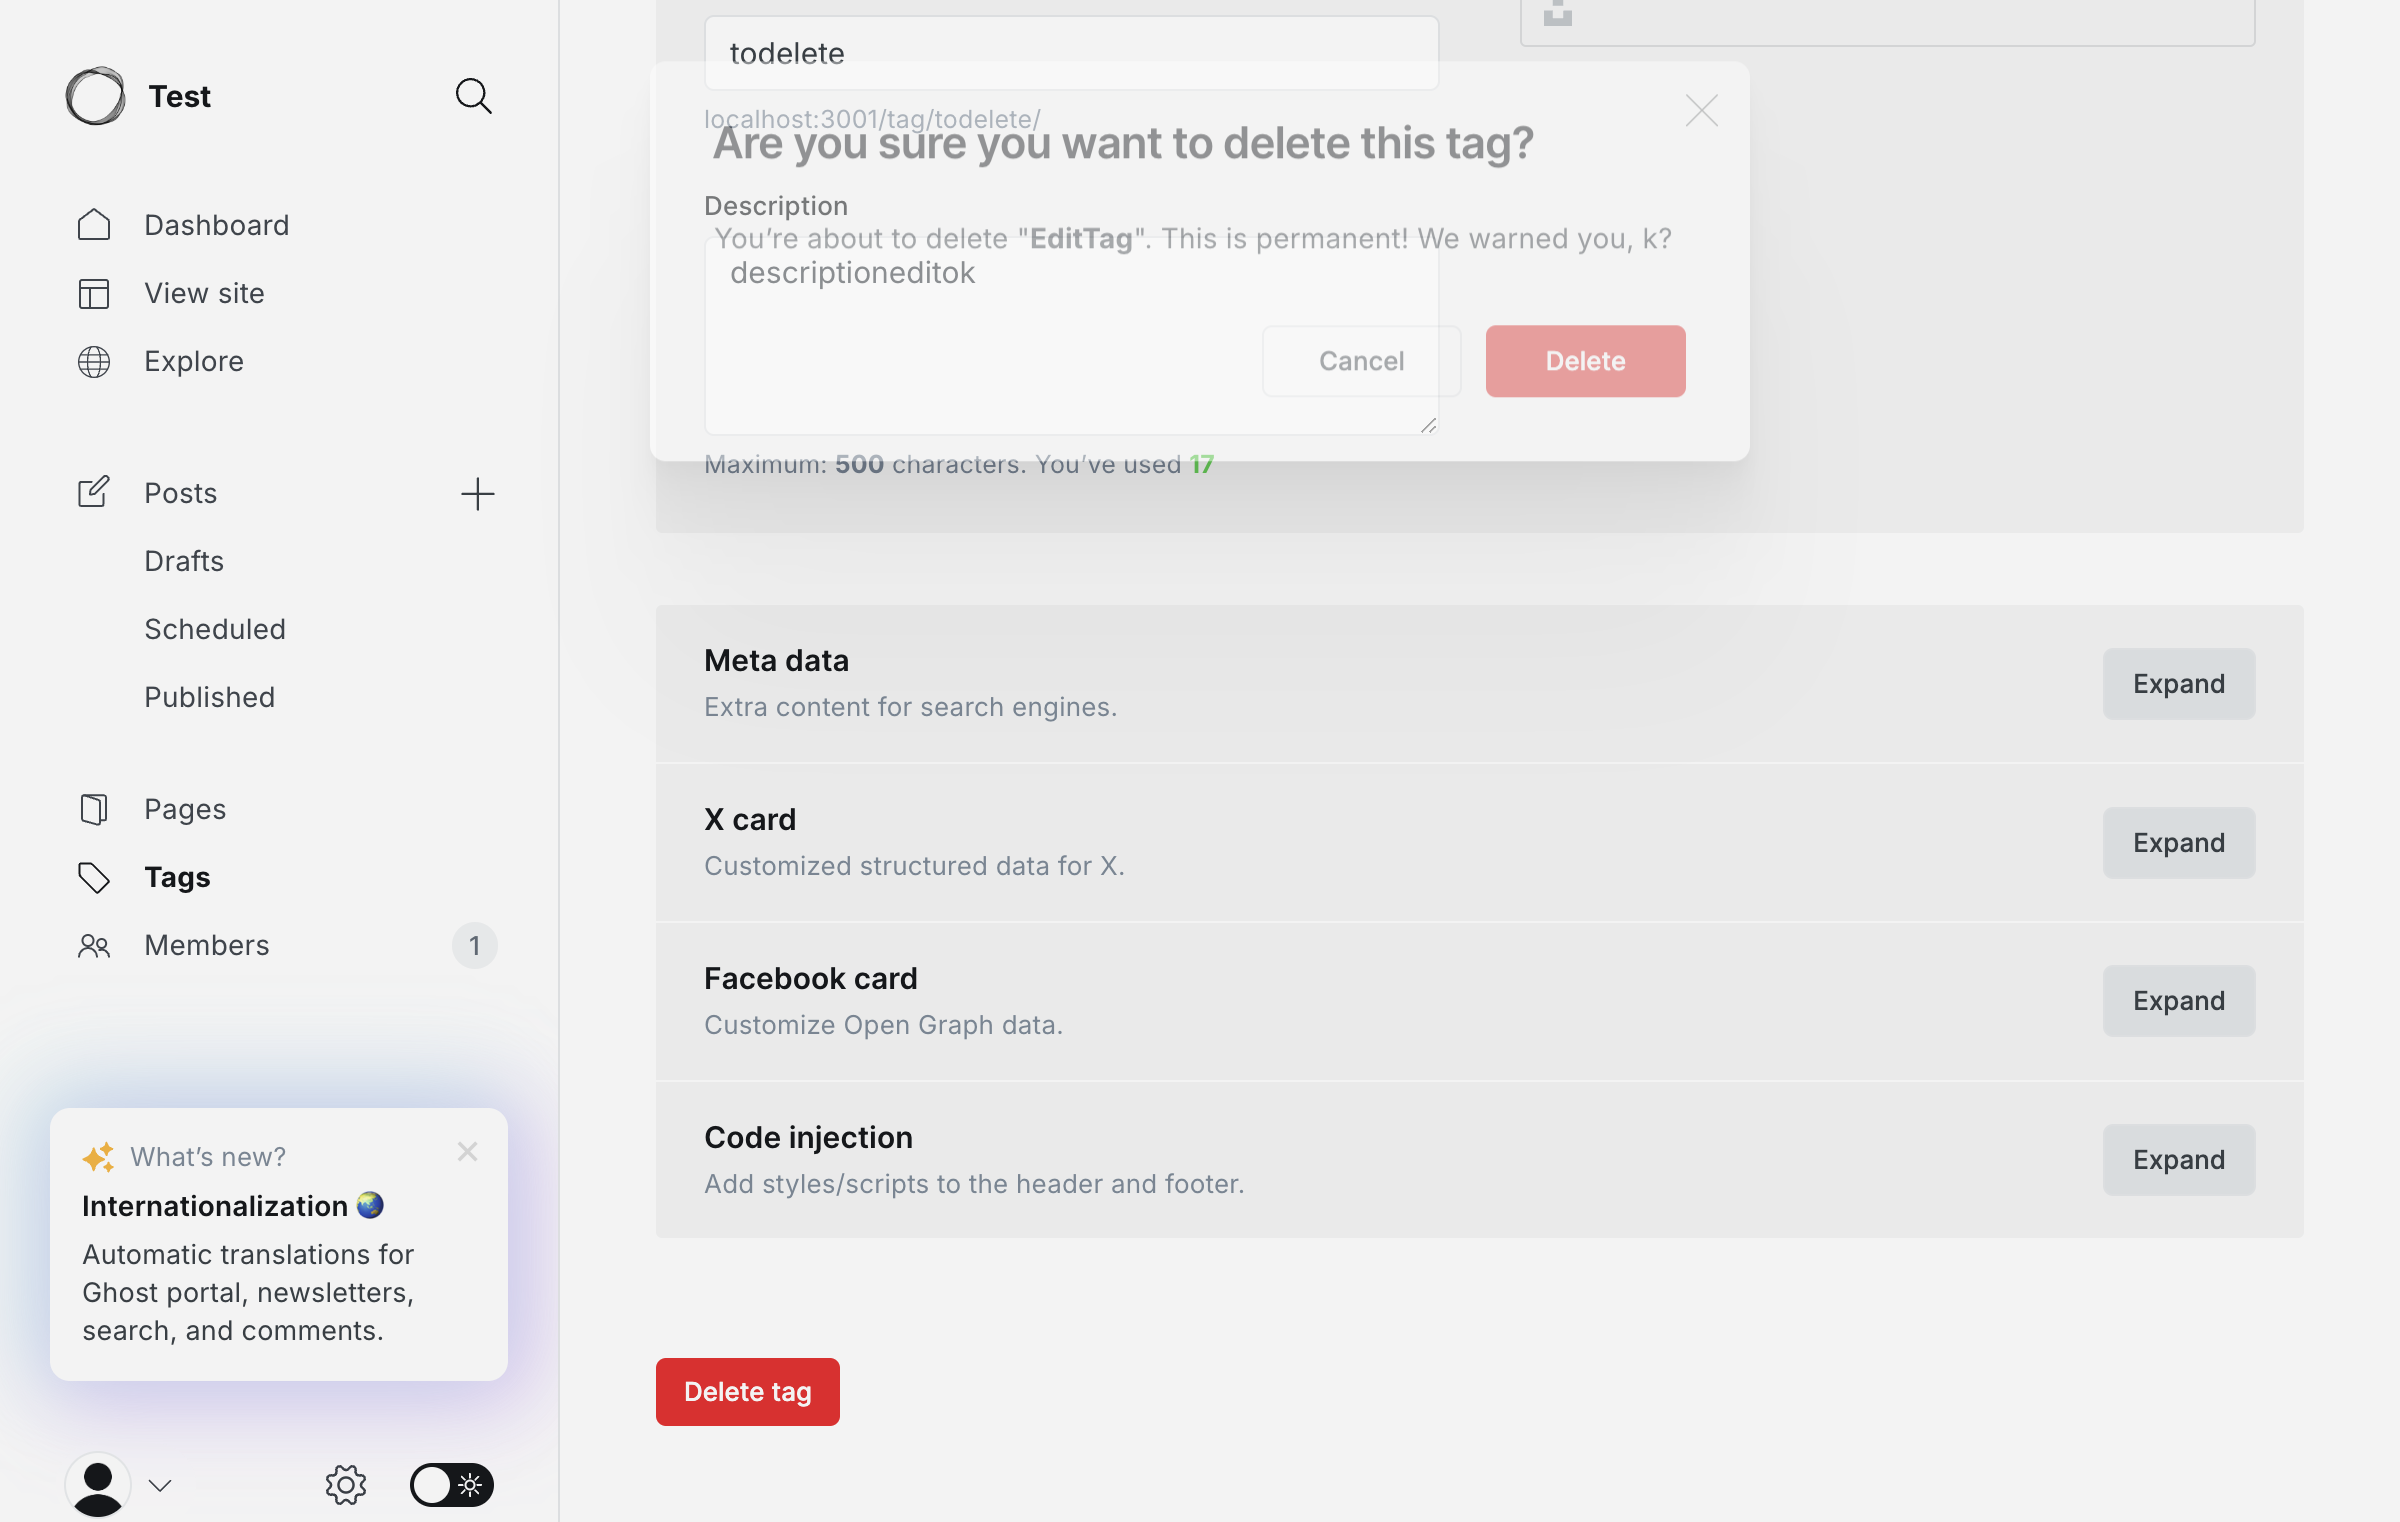 Test
Dashboard
View site
Explore
Posts
Drafts
Scheduled
Published
Pages
Tags
Members
1
What's new?
Internationalization
Automatic translations for
Ghost portal, newsletters,
search, and comments.
todelete
localhost:3001/tag/todelete/
Are you sure you want to delete this tag?
Description
You're about to delete "EditTag". This is permanent! We warned you, k?
descriptioneditok
Cancel
Delete
Maximum: 500 characters. You've used 17
Meta data
Extra content for search engines.
Expand
X card
Customized structured data for X.
Expand
Facebook card
Customize Open Graph data.
Expand
Code injection
Add styles/scripts to the header and footer.
Expand
Delete tag